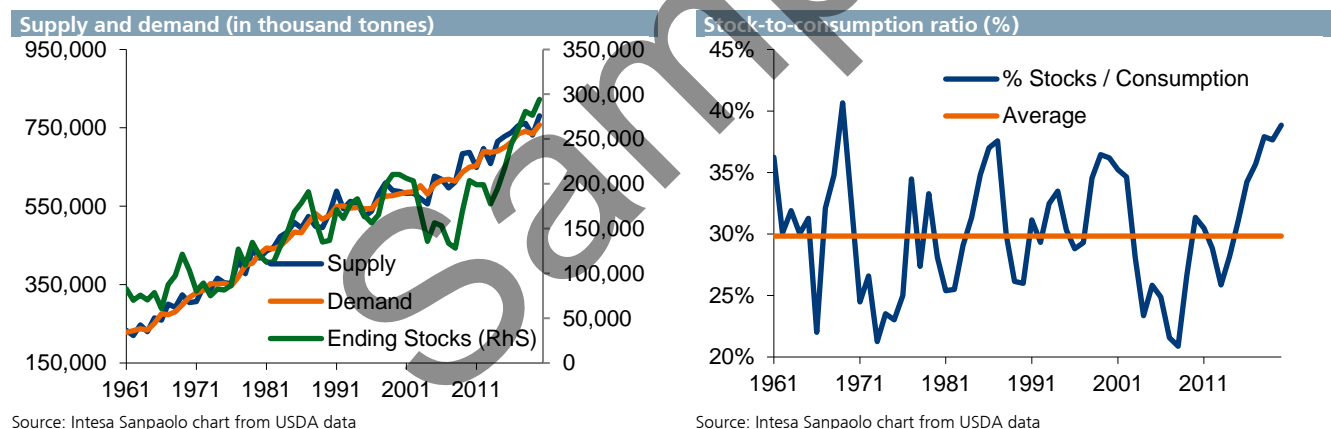 Supply and demand (in thousand tonnes)
950,000
750,000
550,000
350,000
150,000
350,000
300,000
250,000
200,000
150,000
100,000
50,000
0
Supply
Demand
Ending Stocks (RhS)
1961 1971 1981 1991 2001 2011
Source: Intesa Sanpaolo chart from USDA data
Stock-to-consumption ratio (%)
45%
40%
35%
30%
25%
20%
% Stocks / Consumption
Average
1961 1971 1981 1991 2001 2011
Source: Intesa Sanpaolo chart from USDA data